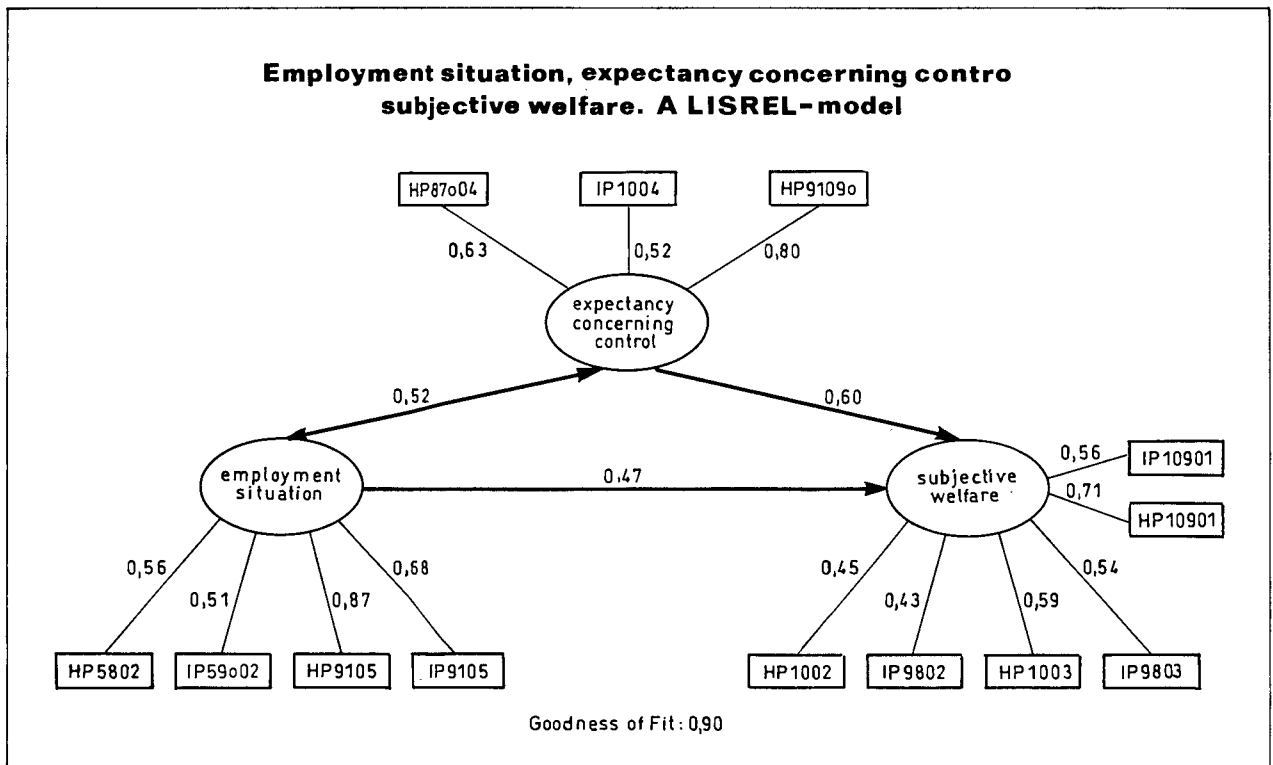 Employment situation, expectancy concerning contro
subjective welfare. A LISREL-model
HP87o04
IP1004
HP9109o
0,63
0,52
0,80
expectancy
concerning
control
0,52
0,60
employment
situation
0,47
subjective
welfare
0,56
IP10901
0,71
HP10901
0,56
0,51
0,87
0,68
0,45
0,43
0,59
0,54
HP5802
IP59o02
HP9105
IP9105
HP1002
IP9802
HP1003
IP9803
Goodness of Fit: 0,90